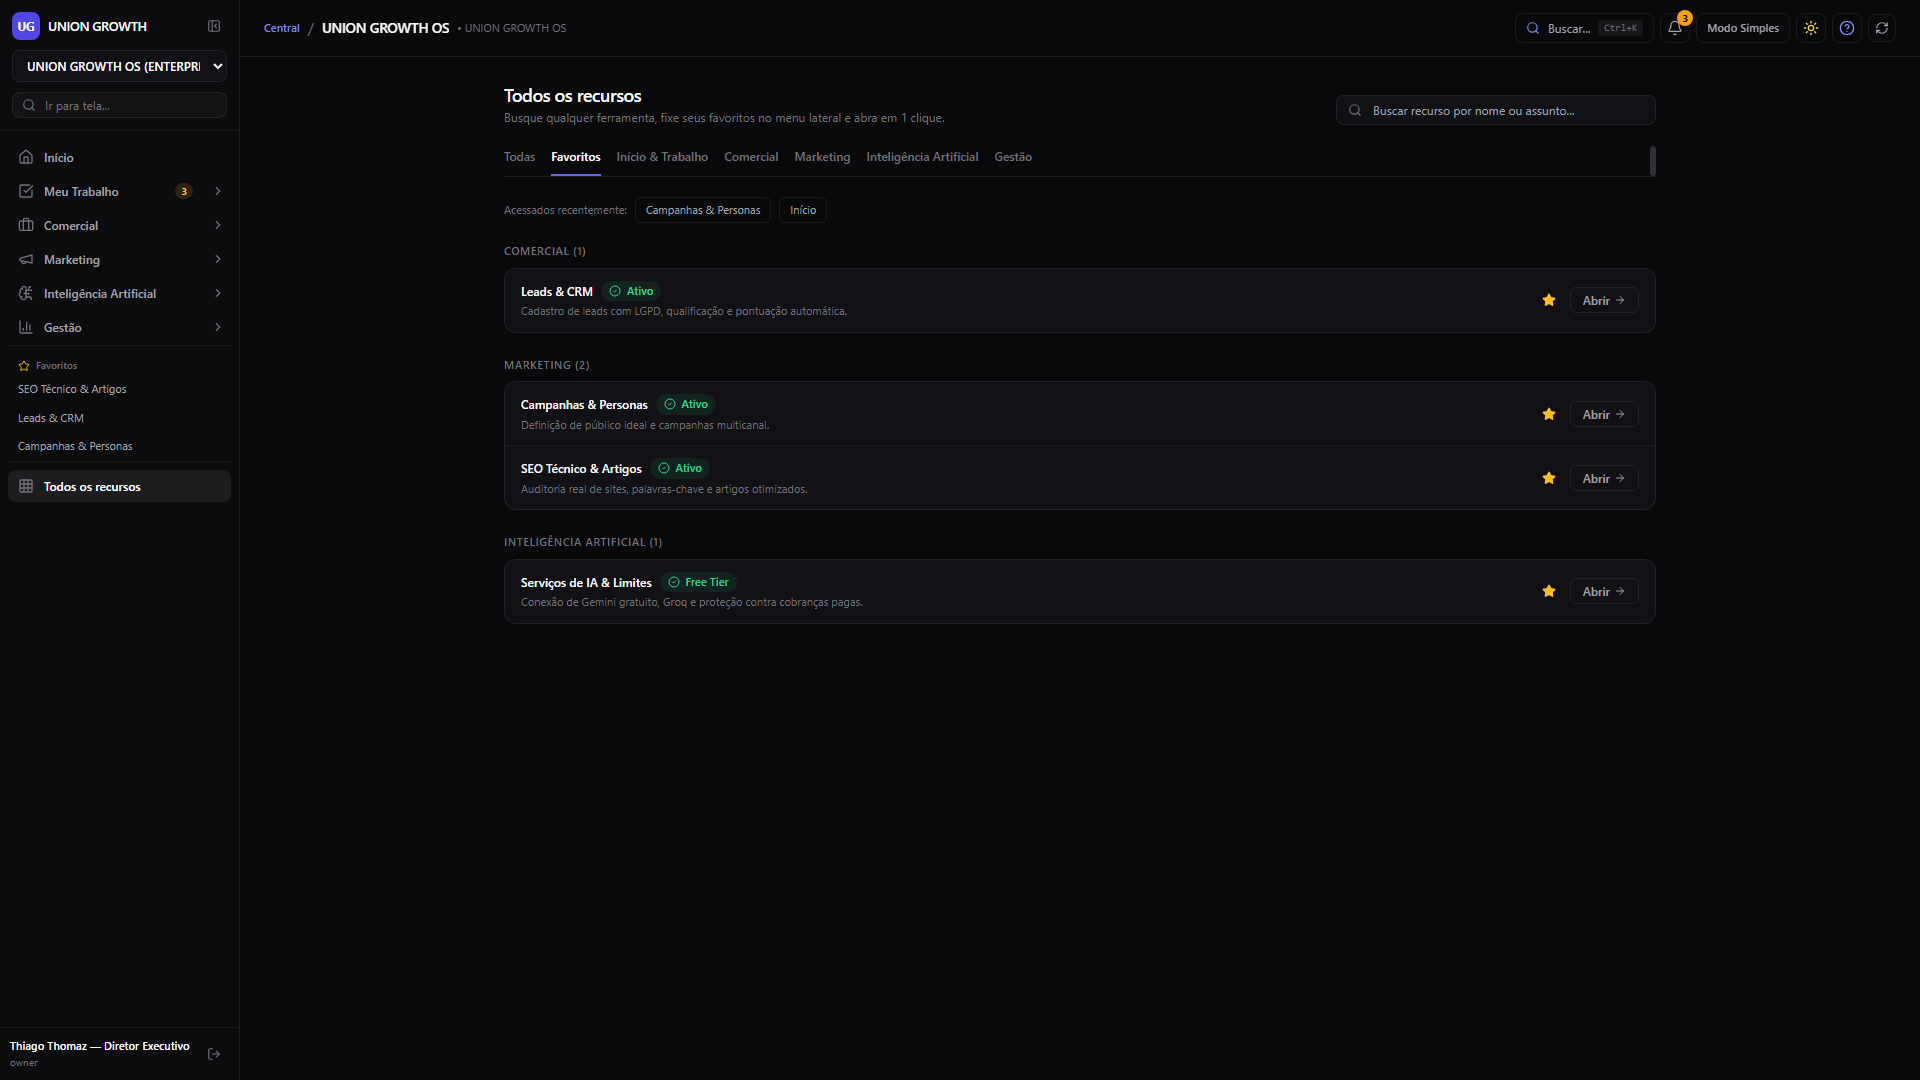 UG UNION GROWTH
UNION GROWTH OS (ENTERPRI
Ir para tela...
Início
Meu Trabalho 3
Comercial
Marketing
Inteligência Artificial
Gestão
Favoritos
SEO Técnico & Artigos
Leads & CRM
Campanhas & Personas
Todos os recursos
Thiago Thomaz — Diretor Executivo
owner
Central / UNION GROWTH OS • UNION GROWTH OS
Buscar... Ctrl+K
3
Modo Simples
Todos os recursos
Busque qualquer ferramenta, fixe seus favoritos no menu lateral e abra em 1 clique.
Buscar recurso por nome ou assunto...
Todas Favoritos Início & Trabalho Comercial Marketing Inteligência Artificial Gestão
Acessados recentemente: Campanhas & Personas Início
COMERCIAL (1)
Leads & CRM Ativo
Cadastro de leads com LGPD, qualificação e pontuação automática.
Abrir →
MARKETING (2)
Campanhas & Personas Ativo
Definição de público ideal e campanhas multicanal.
Abrir →
SEO Técnico & Artigos Ativo
Auditoria real de sites, palavras-chave e artigos otimizados.
Abrir →
INTELIGÊNCIA ARTIFICIAL (1)
Serviços de IA & Limites Free Tier
Conexão de Gemini gratuito, Groq e proteção contra cobranças pagas.
Abrir →